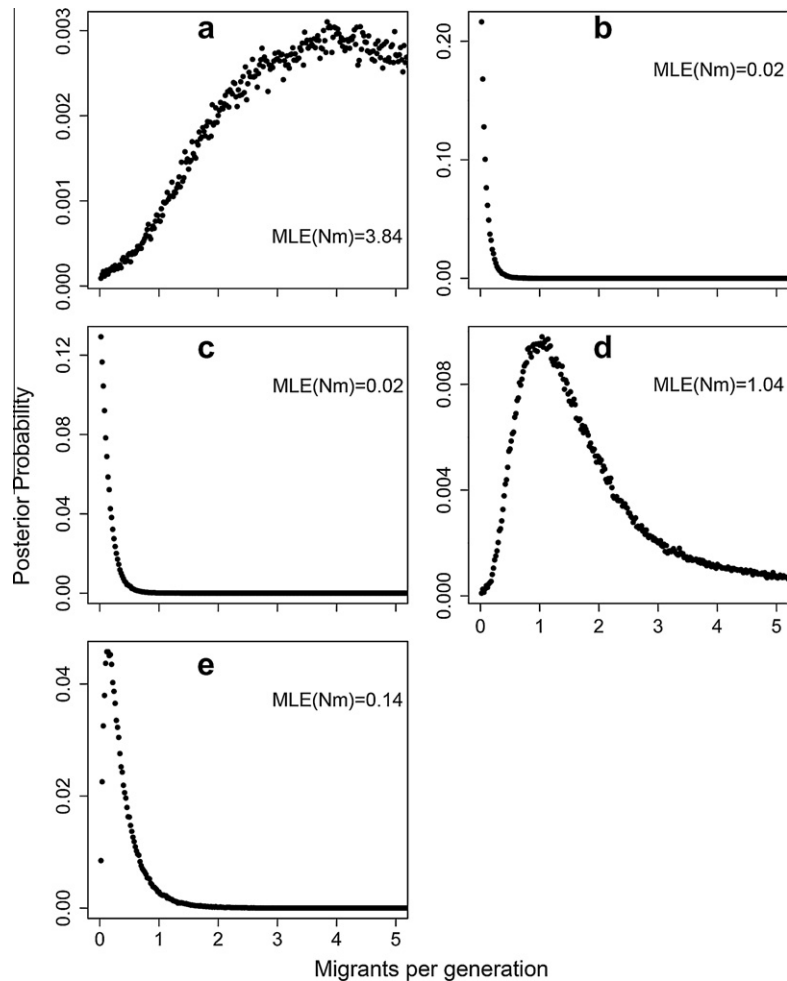 a
0.003
0.002
0.001
0.000
MLE(Nm)=3.84
b
0.20
0.10
0.00
MLE(Nm)=0.02
c
0.12
0.08
0.04
0.00
MLE(Nm)=0.02
d
0.008
0.004
0.000
MLE(Nm)=1.04
0 1 2 3 4 5
e
0.04
0.02
0.00
MLE(Nm)=0.14
0 1 2 3 4 5
Posterior Probability
Migrants per generation